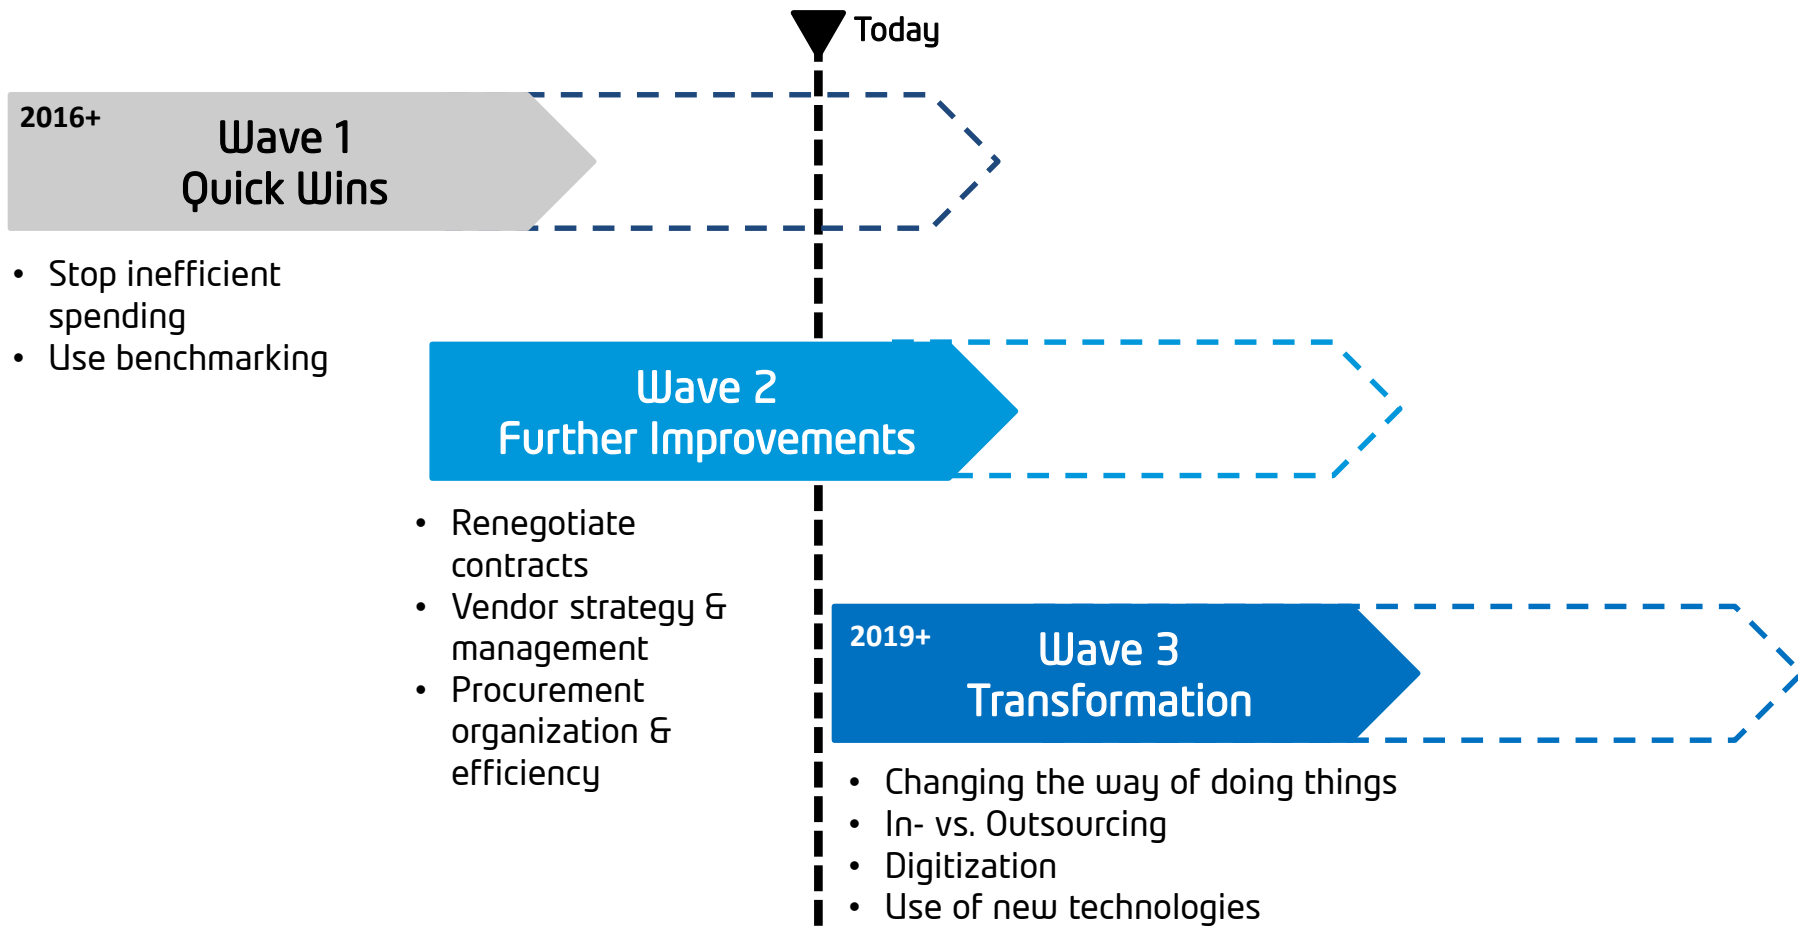 Today
2016+
Wave 1
Quick Wins
• Stop inefficient
spending
• Use benchmarking
Wave 2
Further Improvements
• Renegotiate
contracts
• Vendor strategy &
management
• Procurement
organization &
efficiency
2019+
Wave 3
Transformation
• Changing the way of doing things
• In- vs. Outsourcing
• Digitization
• Use of new technologies